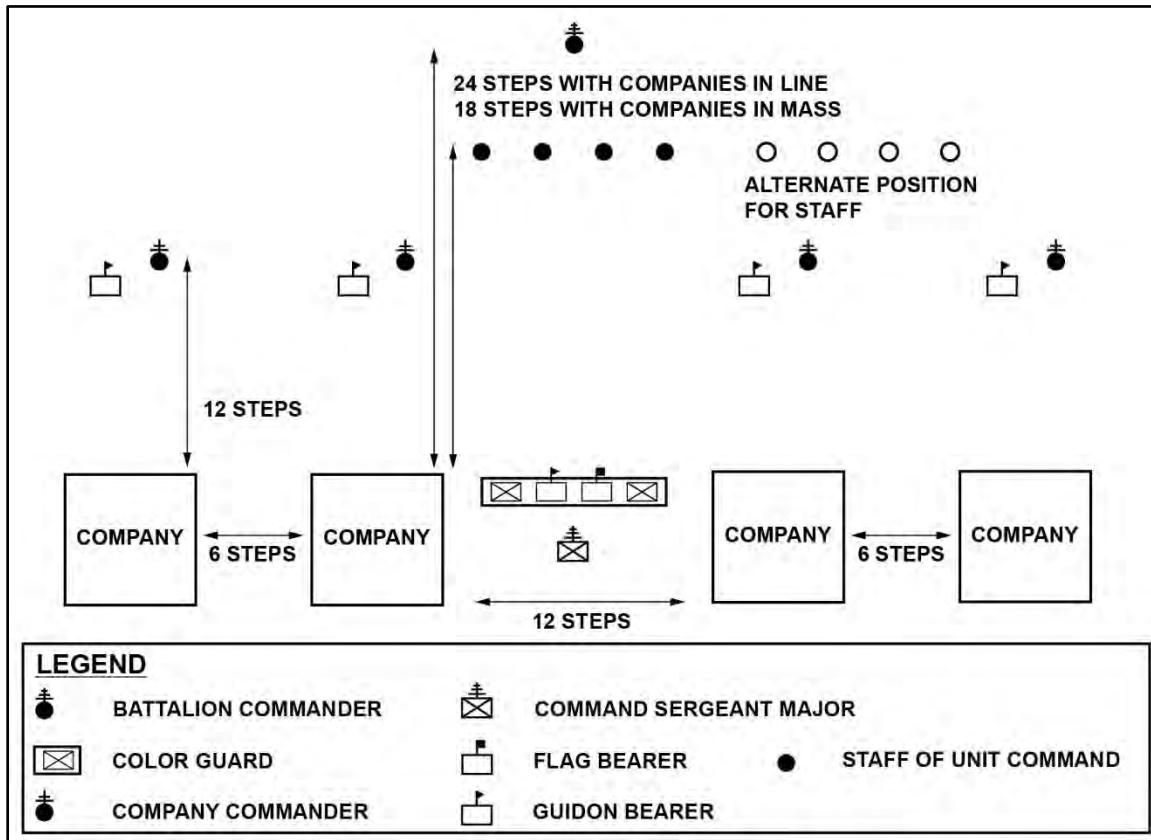 24 STEPS WITH COMPANIES IN LINE
18 STEPS WITH COMPANIES IN MASS
ALTERNATE POSITION
FOR STAFF
12 STEPS
COMPANY
6 STEPS
COMPANY
COMPANY
6 STEPS
COMPANY
12 STEPS
LEGEND
BATTALION COMMANDER
COMMAND SERGEANT MAJOR
COLOR GUARD
FLAG BEARER
STAFF OF UNIT COMMAND
COMPANY COMMANDER
GUIDON BEARER